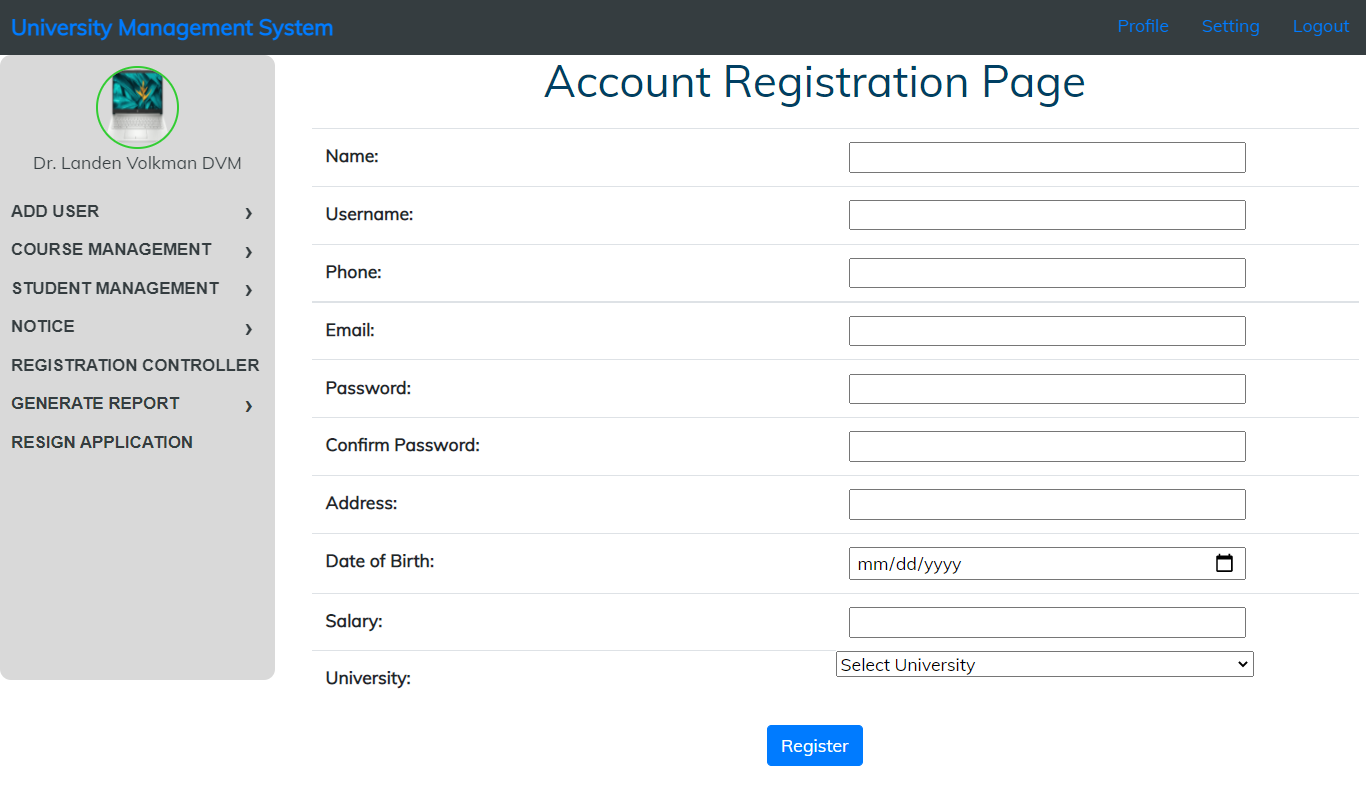 University Management System
Profile Setting Logout
Dr. Landen Volkman DVM
ADD USER ›
COURSE MANAGEMENT ›
STUDENT MANAGEMENT ›
NOTICE ›
REGISTRATION CONTROLLER
GENERATE REPORT ›
RESIGN APPLICATION
Account Registration Page
Name:
Username:
Phone:
Email:
Password:
Confirm Password:
Address:
Date of Birth: mm/dd/yyyy
Salary:
University: Select University
Register